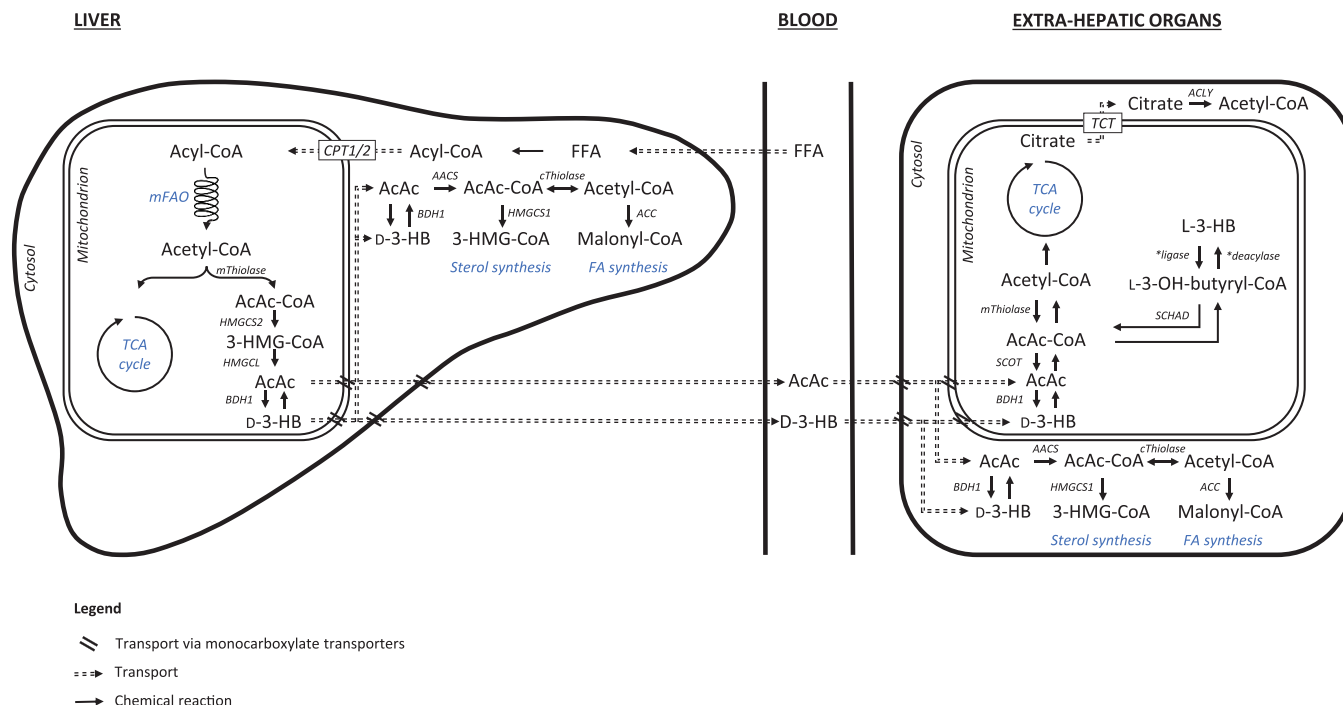 LIVER
BLOOD
EXTRA-HEPATIC ORGANS
Cytosol
Mitochondrion
Acyl-CoA
CPT1/2
Acyl-CoA
FFA
FFA
mFAO
Acetyl-CoA
mThiolase
AcAc-CoA
HMGCS2
3-HMG-CoA
HMGCL
AcAc
BDH1
D-3-HB
TCA
cycle
AcAc
AACS
AcAc-CoA
cThiolase
Acetyl-CoA
BDH1
HMGCS1
ACC
D-3-HB
3-HMG-CoA
Malonyl-CoA
Sterol synthesis
FA synthesis
AcAc
D-3-HB
Cytosol
Mitochondrion
Citrate
ACLY
Acetyl-CoA
TCT
Citrate
TCA
cycle
Acetyl-CoA
mThiolase
AcAc-CoA
SCOT
AcAc
BDH1
D-3-HB
L-3-HB
*ligase
*deacylase
L-3-OH-butyryl-CoA
SCHAD
AcAc
AACS
AcAc-CoA
cThiolase
Acetyl-CoA
BDH1
HMGCS1
ACC
D-3-HB
3-HMG-CoA
Malonyl-CoA
Sterol synthesis
FA synthesis
Legend
Transport via monocarboxylate transporters
Transport
Chemical reaction